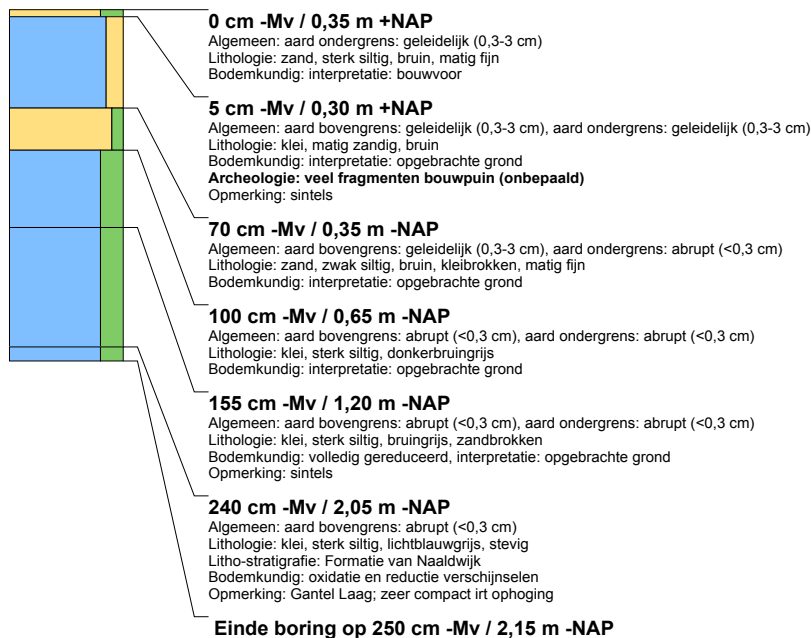 0 cm -Mv / 0,35 m +NAP
Algemeen: aard ondergrens: geleidelijk (0,3-3 cm)
Lithologie: zand, sterk siltig, bruin, matig fijn
Bodemkundig: interpretatie: bouwvoor
5 cm -Mv / 0,30 m +NAP
Algemeen: aard bovengrens: geleidelijk (0,3-3 cm), aard ondergrens: geleidelijk (0,3-3 cm)
Lithologie: klei, matig zandig, bruin
Bodemkundig: interpretatie: opgebrachte grond
Archeologie: veel fragmenten bouwpuin (onbepaald)
Opmerking: sintels
70 cm -Mv / 0,35 m -NAP
Algemeen: aard bovengrens: geleidelijk (0,3-3 cm), aard ondergrens: abrupt (<0,3 cm)
Lithologie: zand, zwak siltig, bruin, kleibrokken, matig fijn
Bodemkundig: interpretatie: opgebrachte grond
100 cm -Mv / 0,65 m -NAP
Algemeen: aard bovengrens: abrupt (<0,3 cm), aard ondergrens: abrupt (<0,3 cm)
Lithologie: klei, sterk siltig, donkerbruingrijs
Bodemkundig: interpretatie: opgebrachte grond
155 cm -Mv / 1,20 m -NAP
Algemeen: aard bovengrens: abrupt (<0,3 cm), aard ondergrens: abrupt (<0,3 cm)
Lithologie: klei, sterk siltig, bruingrijs, zandbrokken
Bodemkundig: volledig gereduceerd, interpretatie: opgebrachte grond
Opmerking: sintels
240 cm -Mv / 2,05 m -NAP
Algemeen: aard bovengrens: abrupt (<0,3 cm)
Lithologie: klei, sterk siltig, lichtblauwgrijs, stevig
Litho-stratigrafie: Formatie van Naaldwijk
Bodemkundig: oxidatie en reductie verschijnselen
Opmerking: Gantel Laag; zeer compact irt ophoging
Einde boring op 250 cm -Mv / 2,15 m -NAP